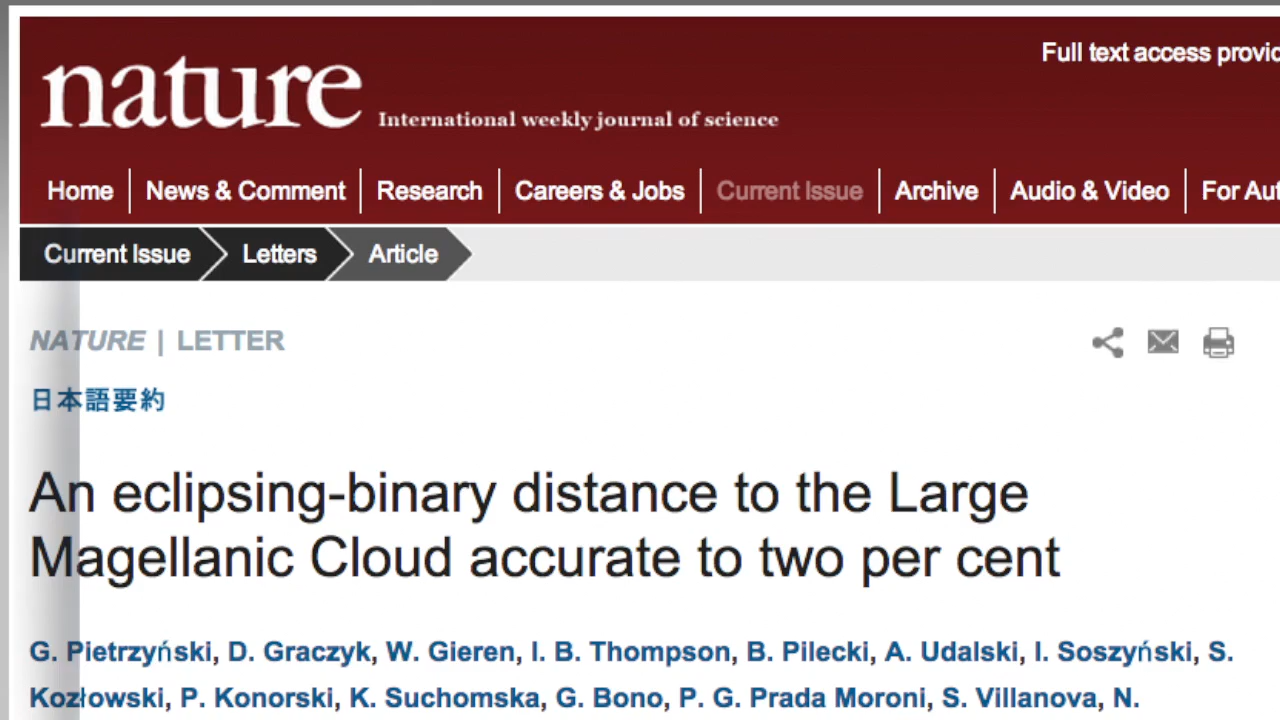 Full text access
nature International weekly journal of science
Home News & Comment Research Careers & Jobs Current Issue Archive Audio & Video For
Current Issue Letters Article
NATURE | LETTER
日本語要約
An eclipsing-binary distance to the Large
Magellanic Cloud accurate to two per cent
G. Pietrzyński, D. Graczyk, W. Gieren, I. B. Thompson, B. Pilecki, A. Udalski, I. Soszyński, S.
Kozłowski, P. Konorski, K. Suchomska, G. Bono, P. G. Prada Moroni, S. Villanova, N.